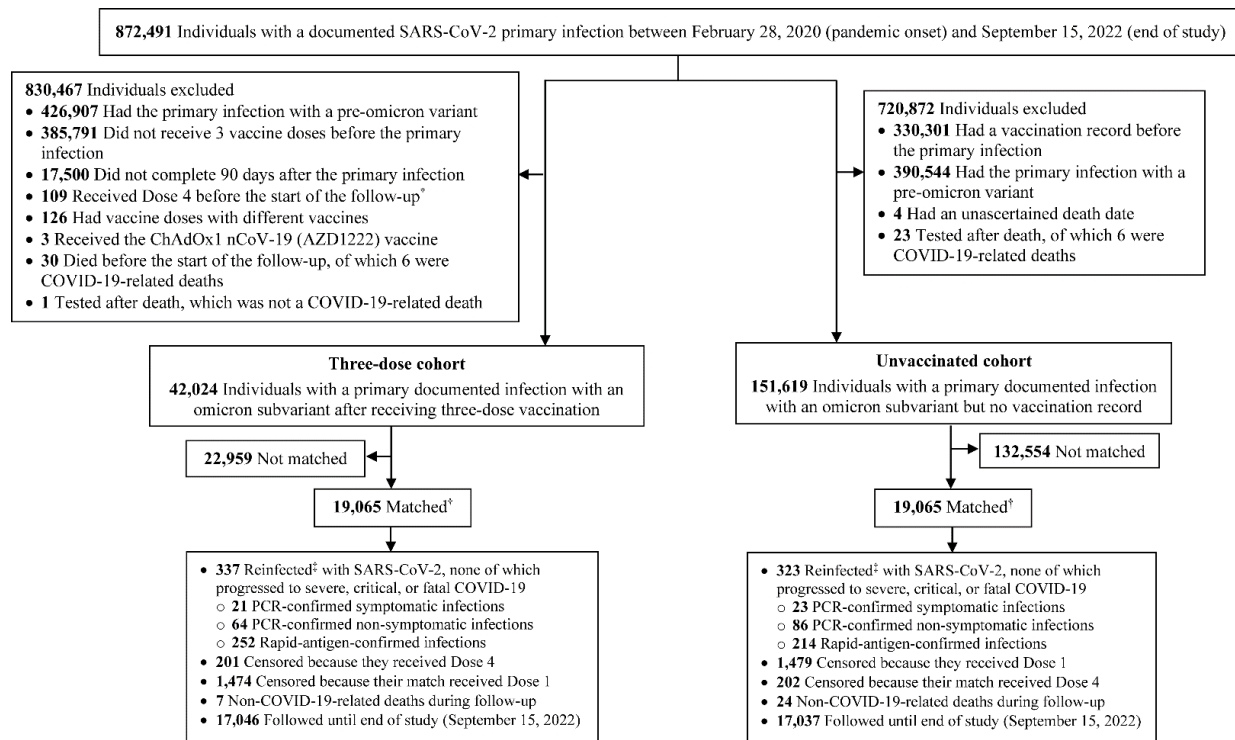 872,491 Individuals with a documented SARS-CoV-2 primary infection between February 28, 2020 (pandemic onset) and September 15, 2022 (end of study)
830,467 Individuals excluded
• 426,907 Had the primary infection with a pre-omicron variant
• 385,791 Did not receive 3 vaccine doses before the primary
infection
• 17,500 Did not complete 90 days after the primary infection
• 109 Received Dose 4 before the start of the follow-up*
• 126 Had vaccine doses with different vaccines
• 3 Received the ChAdOx1 nCoV-19 (AZD1222) vaccine
• 30 Died before the start of the follow-up, of which 6 were
COVID-19-related deaths
• 1 Tested after death, which was not a COVID-19-related death
720,872 Individuals excluded
• 330,301 Had a vaccination record before
the primary infection
• 390,544 Had the primary infection with a
pre-omicron variant
• 4 Had an unascertained death date
• 23 Tested after death, of which 6 were
COVID-19-related deaths
Three-dose cohort
42,024 Individuals with a primary documented infection with an
omicron subvariant after receiving three-dose vaccination
Unvaccinated cohort
151,619 Individuals with a primary documented infection
with an omicron subvariant but no vaccination record
22,959 Not matched
132,554 Not matched
19,065 Matched†
19,065 Matched†
• 337 Reinfected‡ with SARS-CoV-2, none of which
progressed to severe, critical, or fatal COVID-19
○ 21 PCR-confirmed symptomatic infections
○ 64 PCR-confirmed non-symptomatic infections
○ 252 Rapid-antigen-confirmed infections
• 201 Censored because they received Dose 4
• 1,474 Censored because their match received Dose 1
• 7 Non-COVID-19-related deaths during follow-up
• 17,046 Followed until end of study (September 15, 2022)
• 323 Reinfected‡ with SARS-CoV-2, none of which
progressed to severe, critical, or fatal COVID-19
○ 23 PCR-confirmed symptomatic infections
○ 86 PCR-confirmed non-symptomatic infections
○ 214 Rapid-antigen-confirmed infections
• 1,479 Censored because they received Dose 1
• 202 Censored because their match received Dose 4
• 24 Non-COVID-19-related deaths during follow-up
• 17,037 Followed until end of study (September 15, 2022)